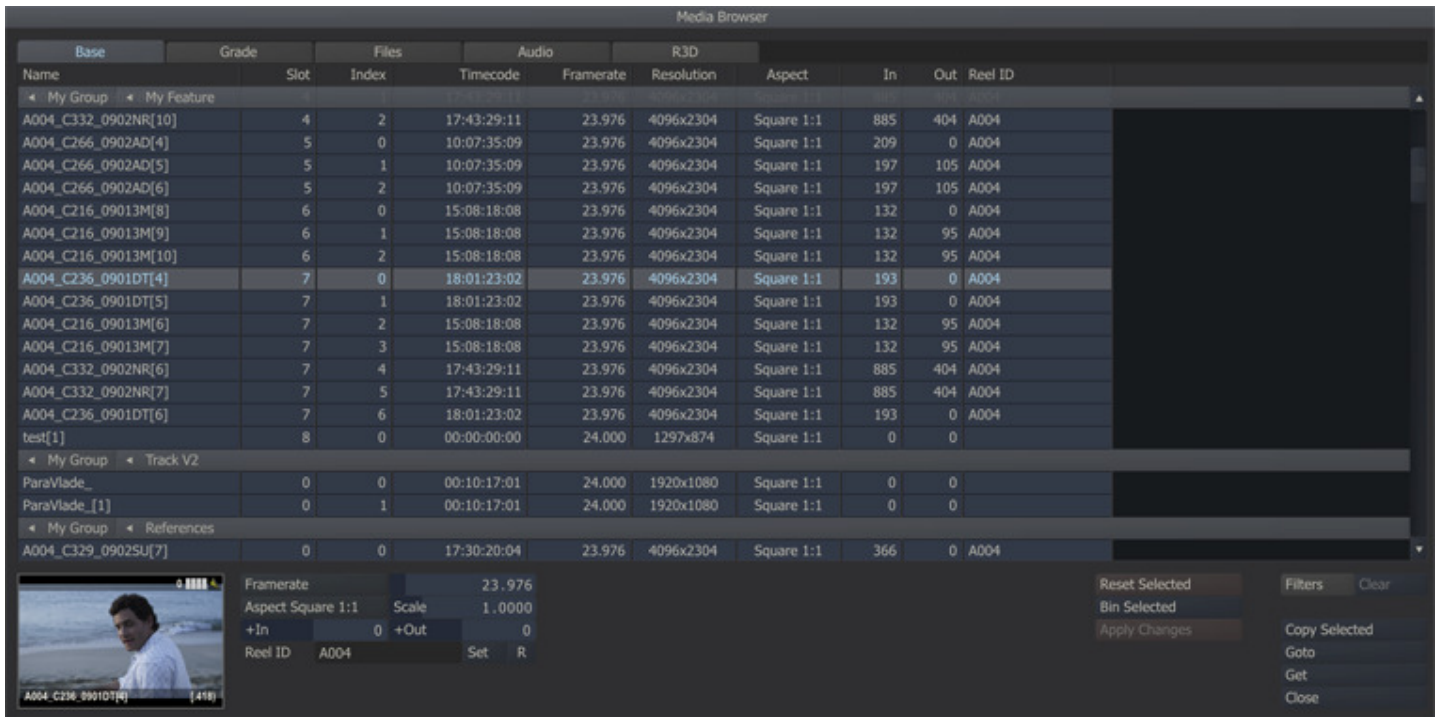 Media Browser
Base Grade Files Audio R3D
Name Slot Index Timecode Framerate Resolution Aspect In Out Reel ID
My Group My Feature
A004_C332_0902NR[10] 4 2 17:43:29:11 23.976 4096x2304 Square 1:1 885 404 A004
A004_C266_0902AD[4] 5 0 10:07:35:09 23.976 4096x2304 Square 1:1 209 0 A004
A004_C266_0902AD[5] 5 1 10:07:35:09 23.976 4096x2304 Square 1:1 197 105 A004
A004_C266_0902AD[6] 5 2 10:07:35:09 23.976 4096x2304 Square 1:1 197 105 A004
A004_C216_09013M[8] 6 0 15:08:18:08 23.976 4096x2304 Square 1:1 132 0 A004
A004_C216_09013M[9] 6 1 15:08:18:08 23.976 4096x2304 Square 1:1 132 95 A004
A004_C216_09013M[10] 6 2 15:08:18:08 23.976 4096x2304 Square 1:1 132 95 A004
A004_C236_0901DT[4] 7 0 18:01:23:02 23.976 4096x2304 Square 1:1 193 0 A004
A004_C236_0901DT[5] 7 1 18:01:23:02 23.976 4096x2304 Square 1:1 193 0 A004
A004_C216_09013M[6] 7 2 15:08:18:08 23.976 4096x2304 Square 1:1 132 95 A004
A004_C216_09013M[7] 7 3 15:08:18:08 23.976 4096x2304 Square 1:1 132 95 A004
A004_C332_0902NR[6] 7 4 17:43:29:11 23.976 4096x2304 Square 1:1 885 404 A004
A004_C332_0902NR[7] 7 5 17:43:29:11 23.976 4096x2304 Square 1:1 885 404 A004
A004_C236_0901DT[6] 7 6 18:01:23:02 23.976 4096x2304 Square 1:1 193 0 A004
test[1] 8 0 00:00:00:00 24.000 1297x874 Square 1:1 0 0
My Group Track V2
ParaVlade_ 0 0 00:10:17:01 24.000 1920x1080 Square 1:1 0 0
ParaVlade_[1] 0 1 00:10:17:01 24.000 1920x1080 Square 1:1 0 0
My Group References
A004_C329_0902SU[7] 0 0 17:30:20:04 23.976 4096x2304 Square 1:1 366 0 A004
Framerate 23.976 Reset Selected Filters Clear
Aspect Square 1:1 Scale 1.0000 Bin Selected
+In 0 +Out 0 Apply Changes Copy Selected
Reel ID A004 Set R Goto
Get
A004_C236_0901DT[4] [.418) Close